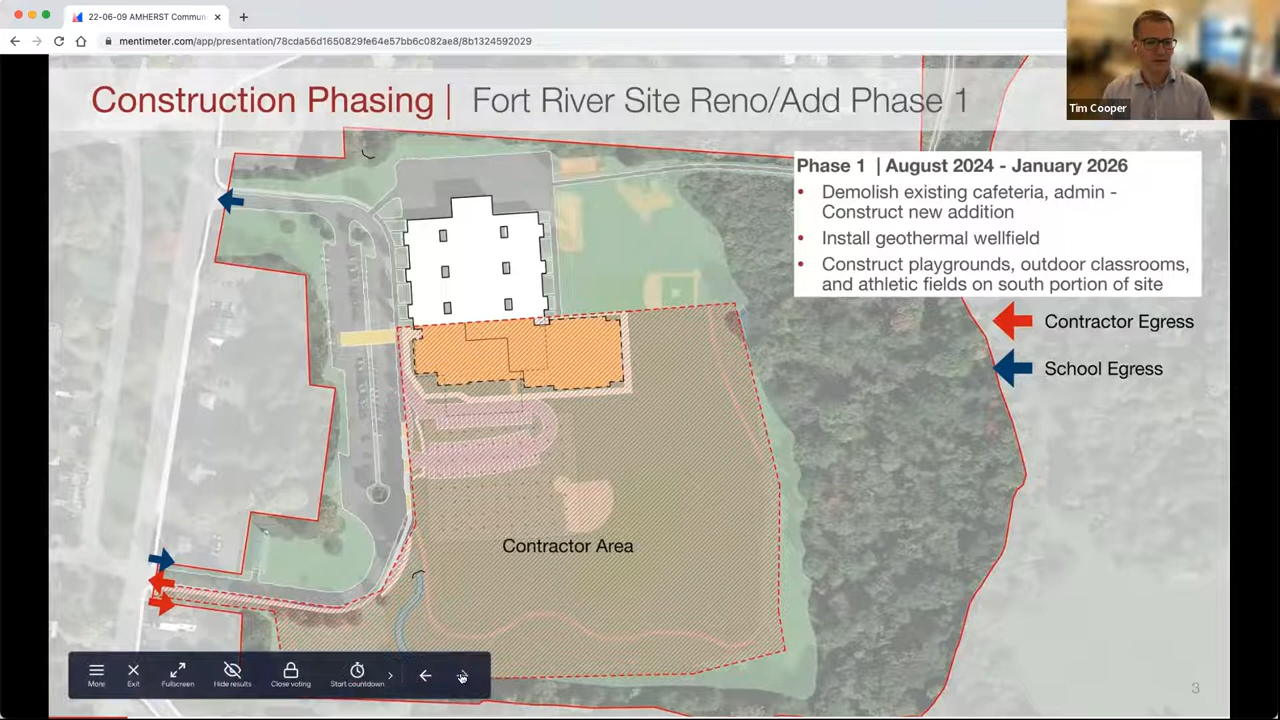 22-06-09 AMHERST Commun
mentimeter.com/app/presentation/78cda56d1650829fe64e57bb6c082ae8/8b1324592029
Tim Cooper
Construction Phasing | Fort River Site Reno/Add Phase 1
Phase 1 | August 2024 - January 2026
• Demolish existing cafeteria, admin -
Construct new addition
• Install geothermal wellfield
• Construct playgrounds, outdoor classrooms,
and athletic fields on south portion of site
Contractor Egress
School Egress
Contractor Area
More
Exit
Fullscreen
Hide results
Close voting
Start countdown
3